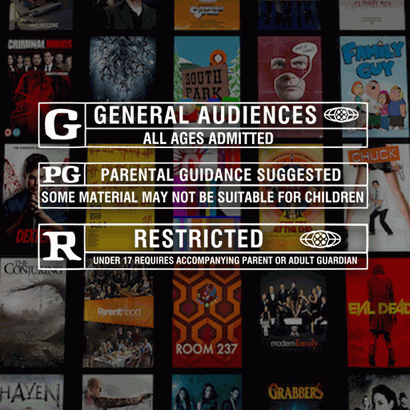 CRIMINAL MINDS
SOUTH
PARK
FAMILY
GUY
G
GENERAL AUDIENCES
ALL AGES ADMITTED
PG
PARENTAL GUIDANCE SUGGESTED
SOME MATERIAL MAY NOT BE SUITABLE FOR CHILDREN
CHUCK
R
RESTRICTED
UNDER 17 REQUIRES ACCOMPANYING PARENT OR ADULT GUARDIAN
DEXTER
THE
CONJURING
Parenthood
ROOM 237
modern family
EVIL DEAD
HAVEN
GRABBERS